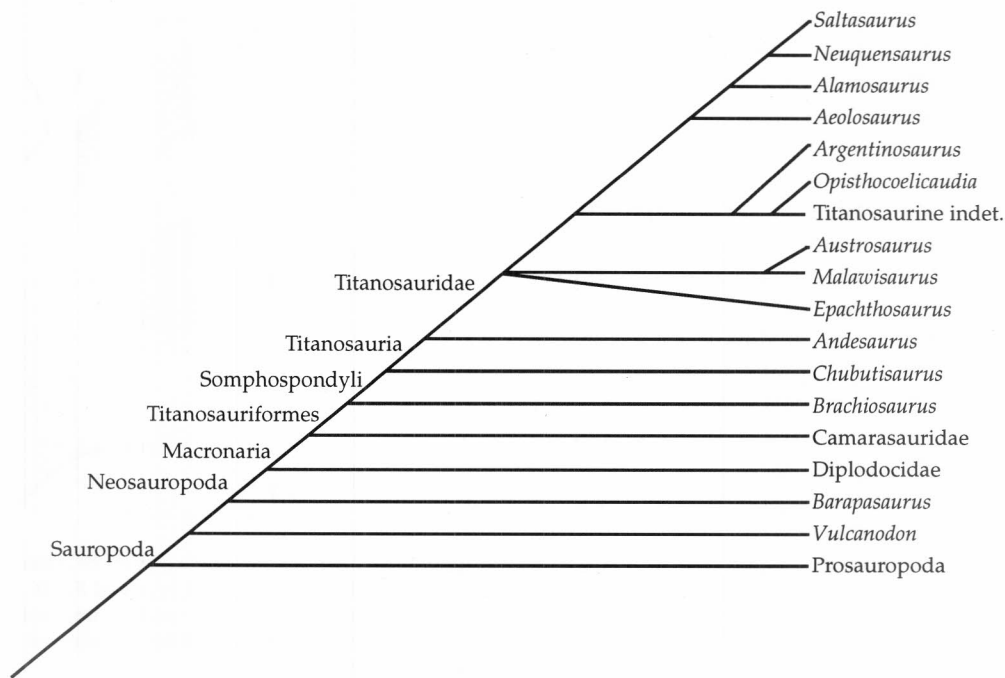 Saltasaurus
Neuquensaurus
Alamosaurus
Aeolosaurus
Argentinosaurus
Opisthocoelicaudia
Titanosaurine indet.
Austrosaurus
Malawisaurus
Epachthosaurus
Andesaurus
Chubutisaurus
Brachiosaurus
Camarasauridae
Diplodocidae
Barapasaurus
Vulcanodon
Prosauropoda
Titanosauridae
Titanosauria
Somphospondyli
Titanosauriformes
Macronaria
Neosauropoda
Sauropoda